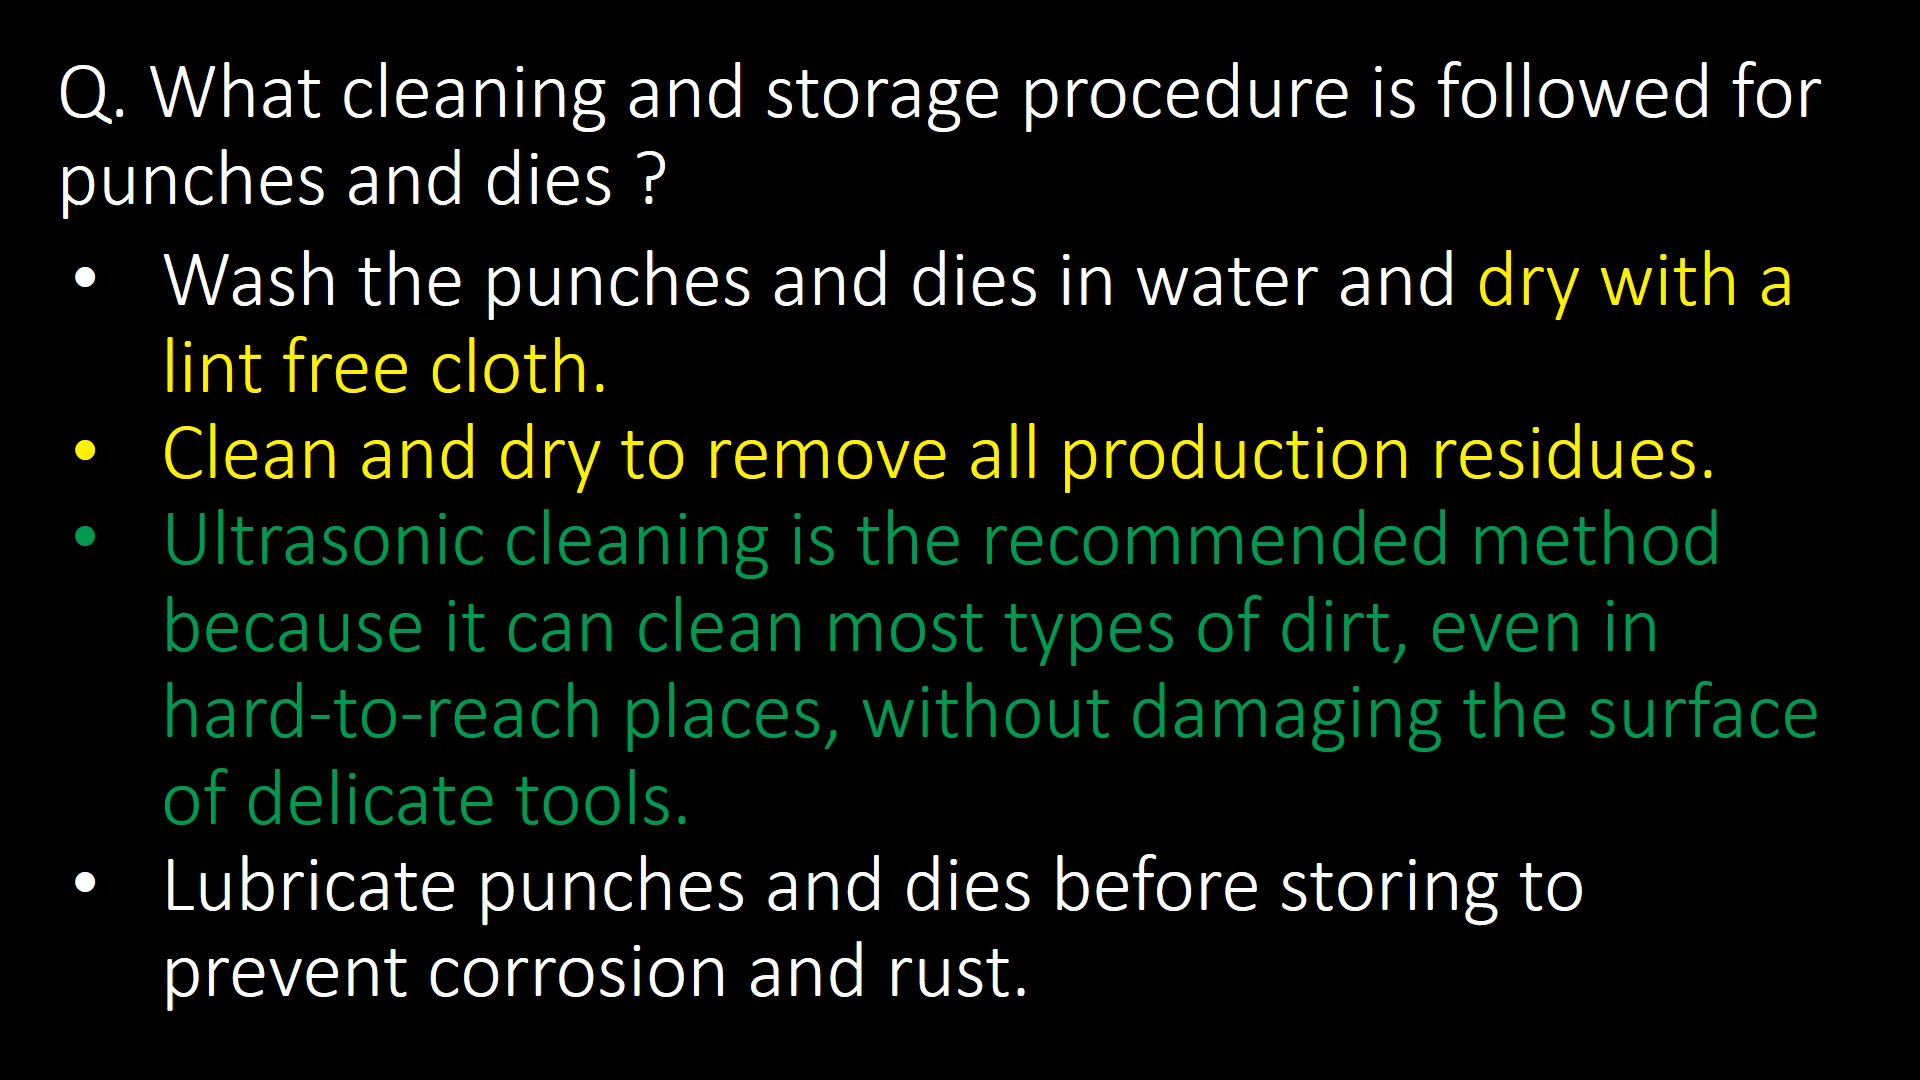 Q. What cleaning and storage procedure is followed for
punches and dies ?
• Wash the punches and dies in water and dry with a
lint free cloth.
• Clean and dry to remove all production residues.
• Ultrasonic cleaning is the recommended method
because it can clean most types of dirt, even in
hard-to-reach places, without damaging the surface
of delicate tools.
• Lubricate punches and dies before storing to
prevent corrosion and rust.